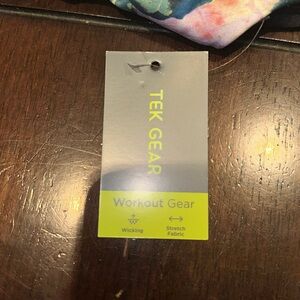 TEK GEAR
Workout Gear
Wicking
Stretch
Fabric